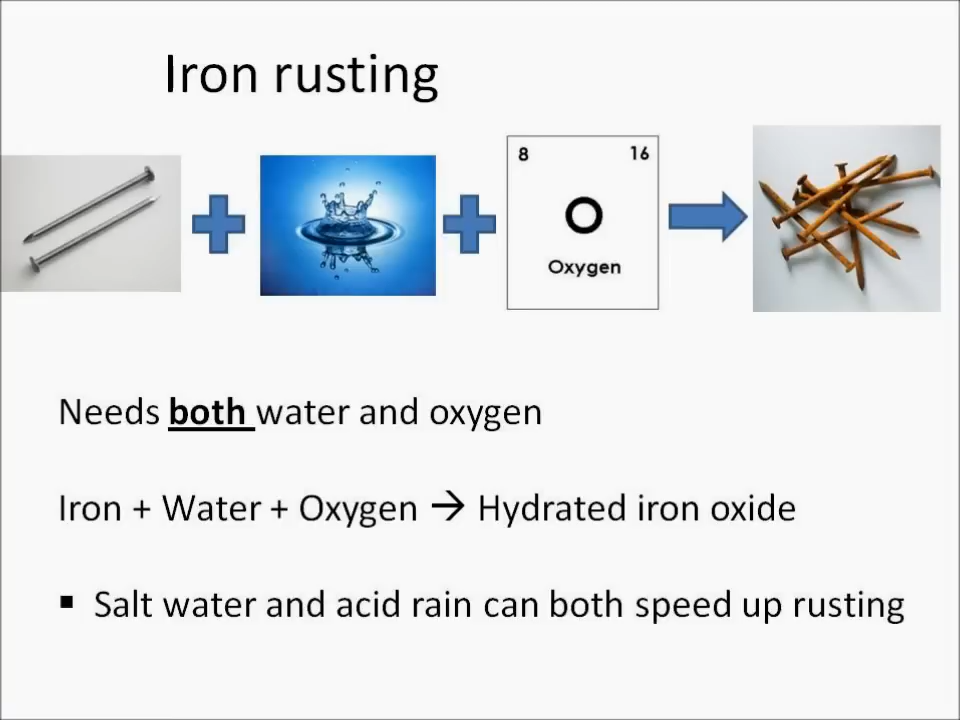 Iron rusting
8 16
O
Oxygen
Needs both water and oxygen
Iron + Water + Oxygen → Hydrated iron oxide
▪ Salt water and acid rain can both speed up rusting